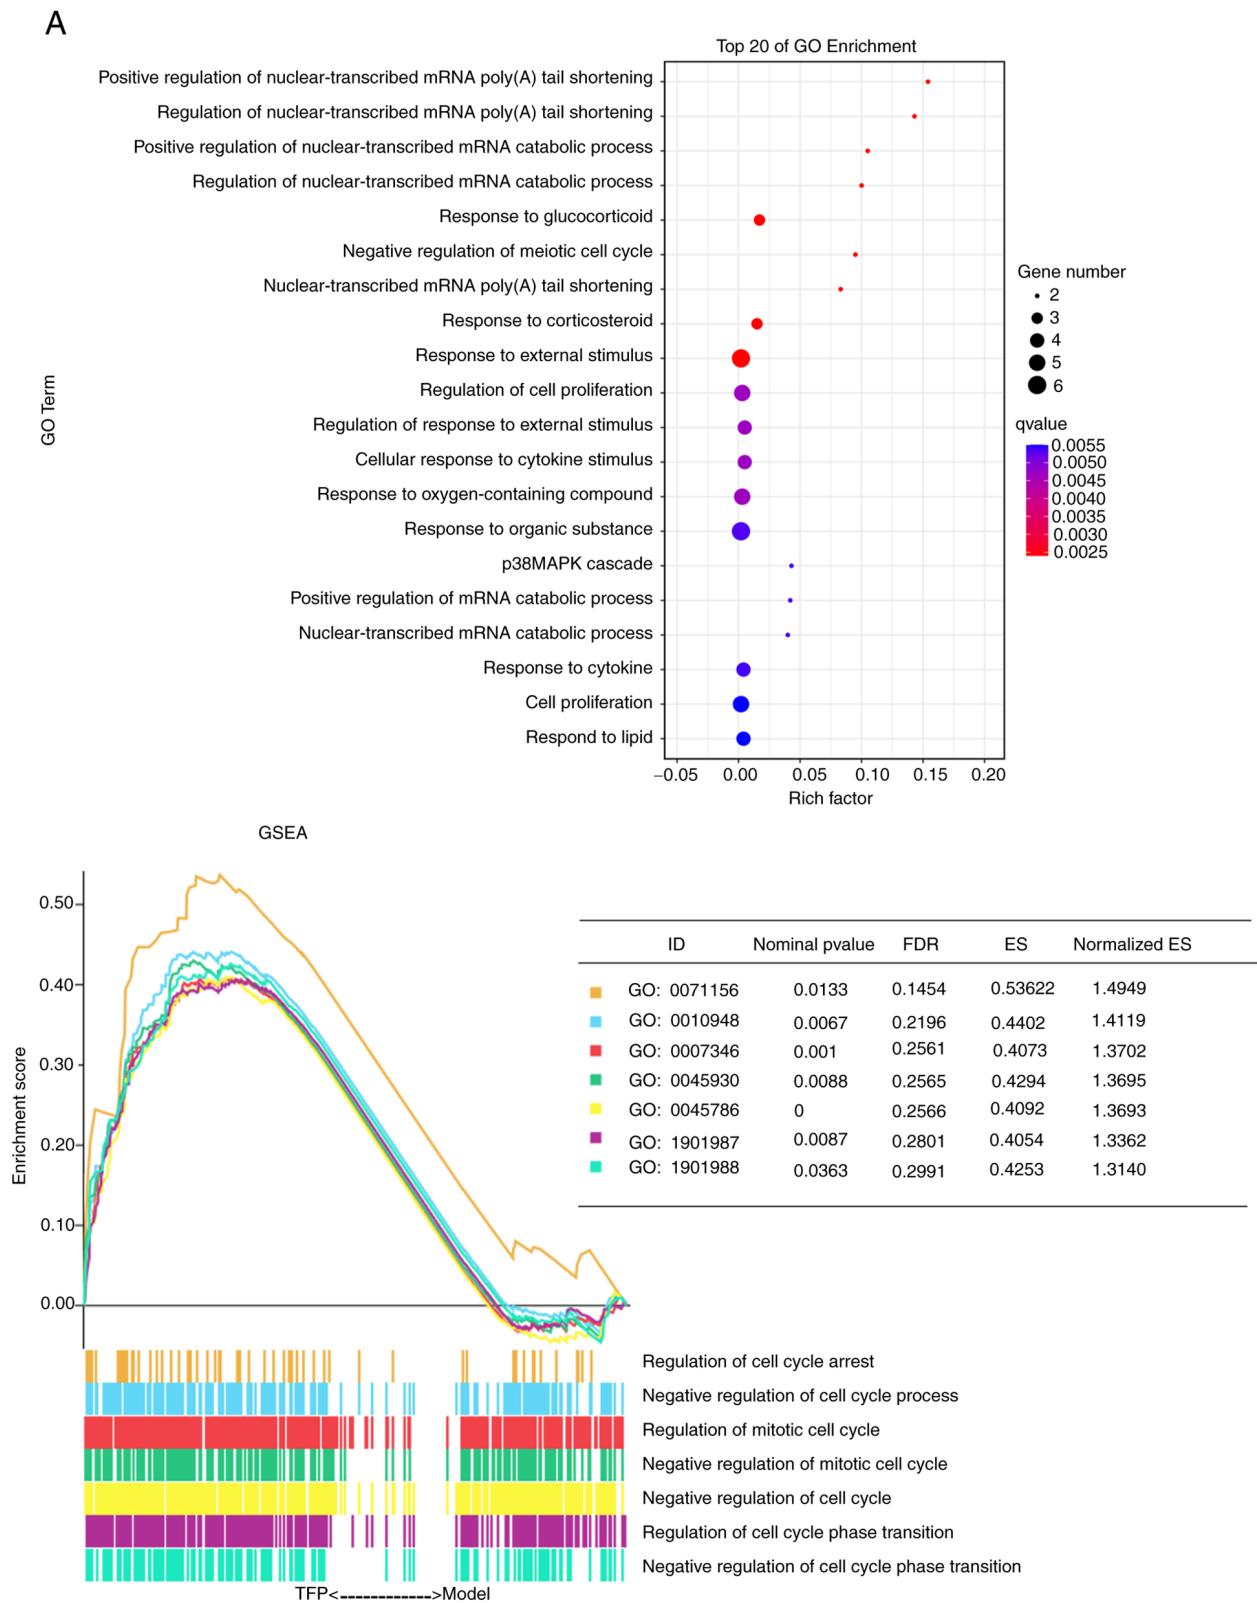 A
Top 20 of GO Enrichment
Positive regulation of nuclear-transcribed mRNA poly(A) tail shortening
Regulation of nuclear-transcribed mRNA poly(A) tail shortening
Positive regulation of nuclear-transcribed mRNA catabolic process
Regulation of nuclear-transcribed mRNA catabolic process
Response to glucocorticoid
Negative regulation of meiotic cell cycle
Nuclear-transcribed mRNA poly(A) tail shortening
Response to corticosteroid
Response to external stimulus
Regulation of cell proliferation
Regulation of response to external stimulus
Cellular response to cytokine stimulus
Response to oxygen-containing compound
Response to organic substance
p38MAPK cascade
Positive regulation of mRNA catabolic process
Nuclear-transcribed mRNA catabolic process
Response to cytokine
Cell proliferation
Respond to lipid
GO Term
−0.05 0.00 0.05 0.10 0.15 0.20
Rich factor
Gene number
2
3
4
5
6
qvalue
0.0055
0.0050
0.0045
0.0040
0.0035
0.0030
0.0025
GSEA
Enrichment score
0.50
0.40
0.30
0.20
0.10
0.00
ID Nominal pvalue FDR ES Normalized ES
GO: 0071156 0.0133 0.1454 0.53622 1.4949
GO: 0010948 0.0067 0.2196 0.4402 1.4119
GO: 0007346 0.001 0.2561 0.4073 1.3702
GO: 0045930 0.0088 0.2565 0.4294 1.3695
GO: 0045786 0 0.2566 0.4092 1.3693
GO: 1901987 0.0087 0.2801 0.4054 1.3362
GO: 1901988 0.0363 0.2991 0.4253 1.3140
Regulation of cell cycle arrest
Negative regulation of cell cycle process
Regulation of mitotic cell cycle
Negative regulation of mitotic cell cycle
Negative regulation of cell cycle
Regulation of cell cycle phase transition
Negative regulation of cell cycle phase transition
TFP<------------>Model